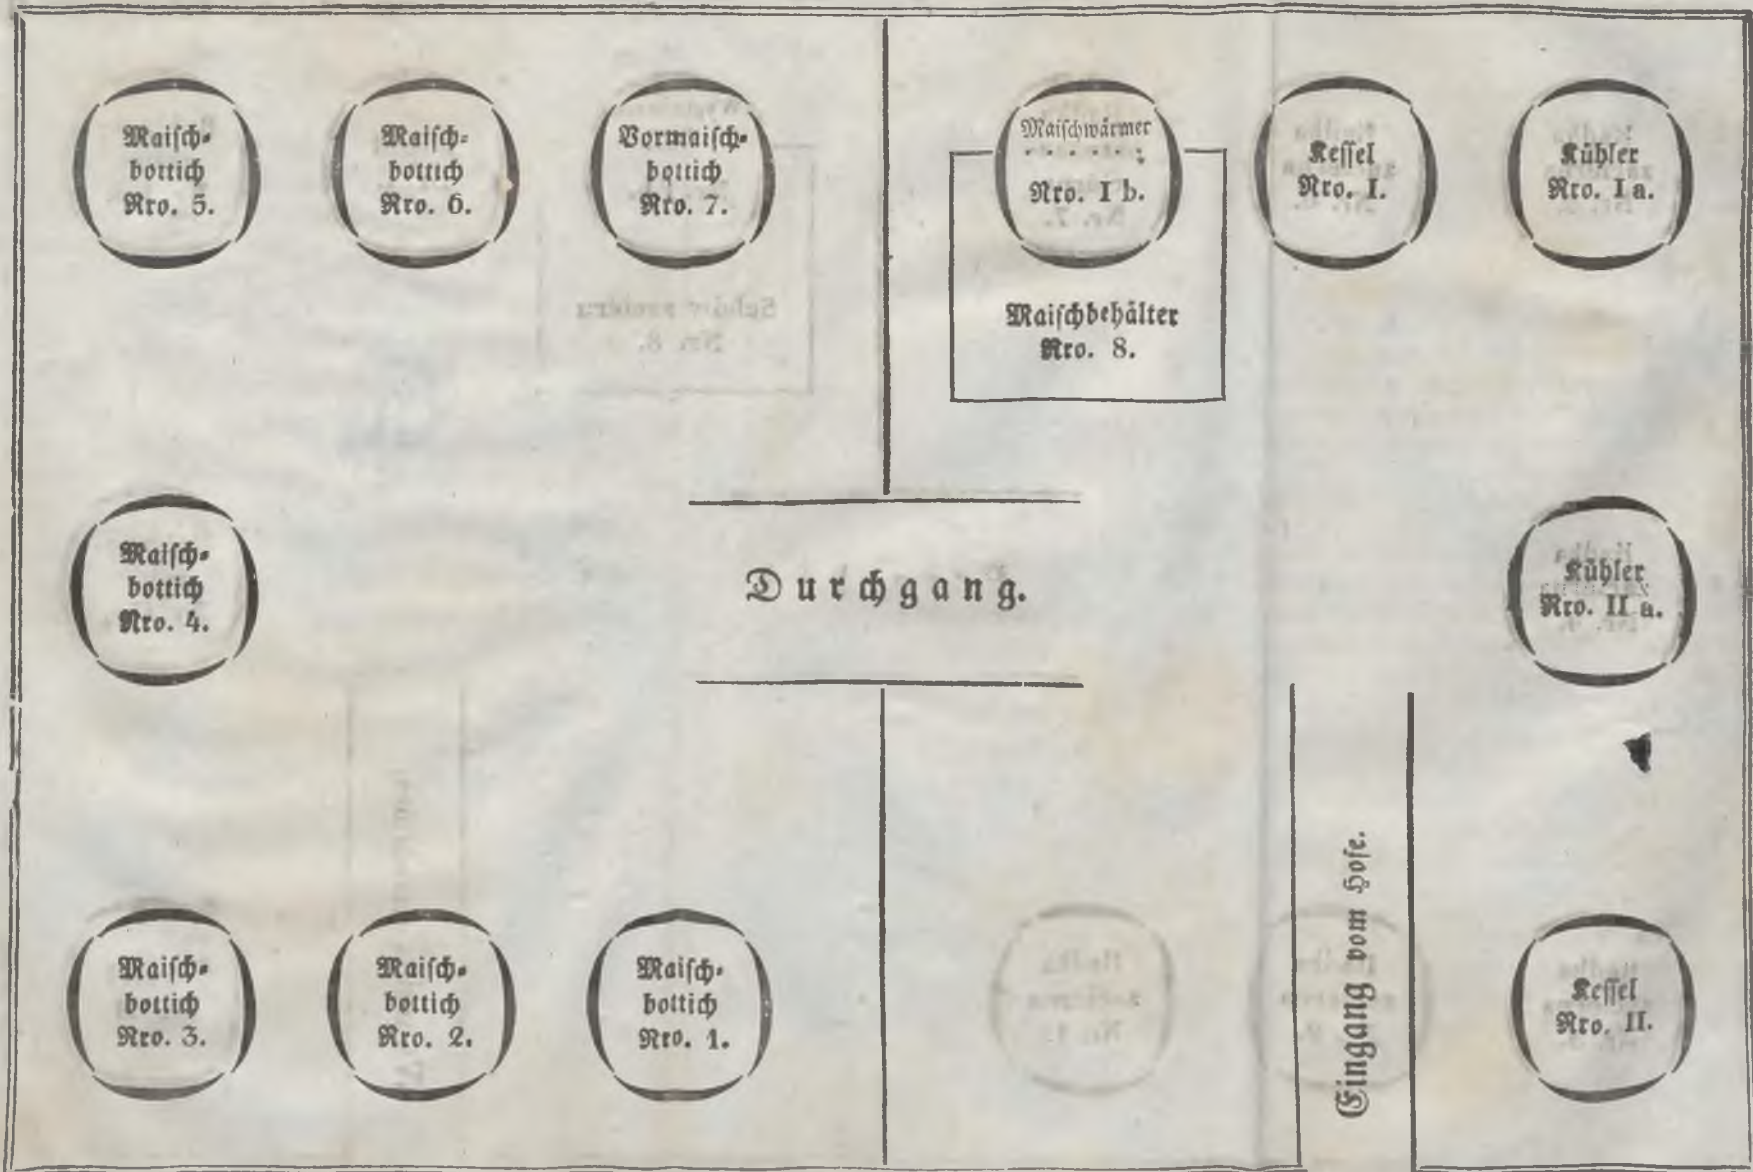 Maisch-
bottich
Nro. 5.
Maisch-
bottich
Nro. 6.
Vormaisch-
bottich
Nro. 7.
Maischwärmer
Nro. I b.
Kessel
Nro. I.
Kühler
Nro. I a.
Maischbehälter
Nro. 8.
Maisch-
bottich
Nro. 4.
Durchgang.
Kühler
Nro. II a.
Maisch-
bottich
Nro. 3.
Maisch-
bottich
Nro. 2.
Maisch-
bottich
Nro. 1.
Eingang vom Hofe.
Kessel
Nro. II.